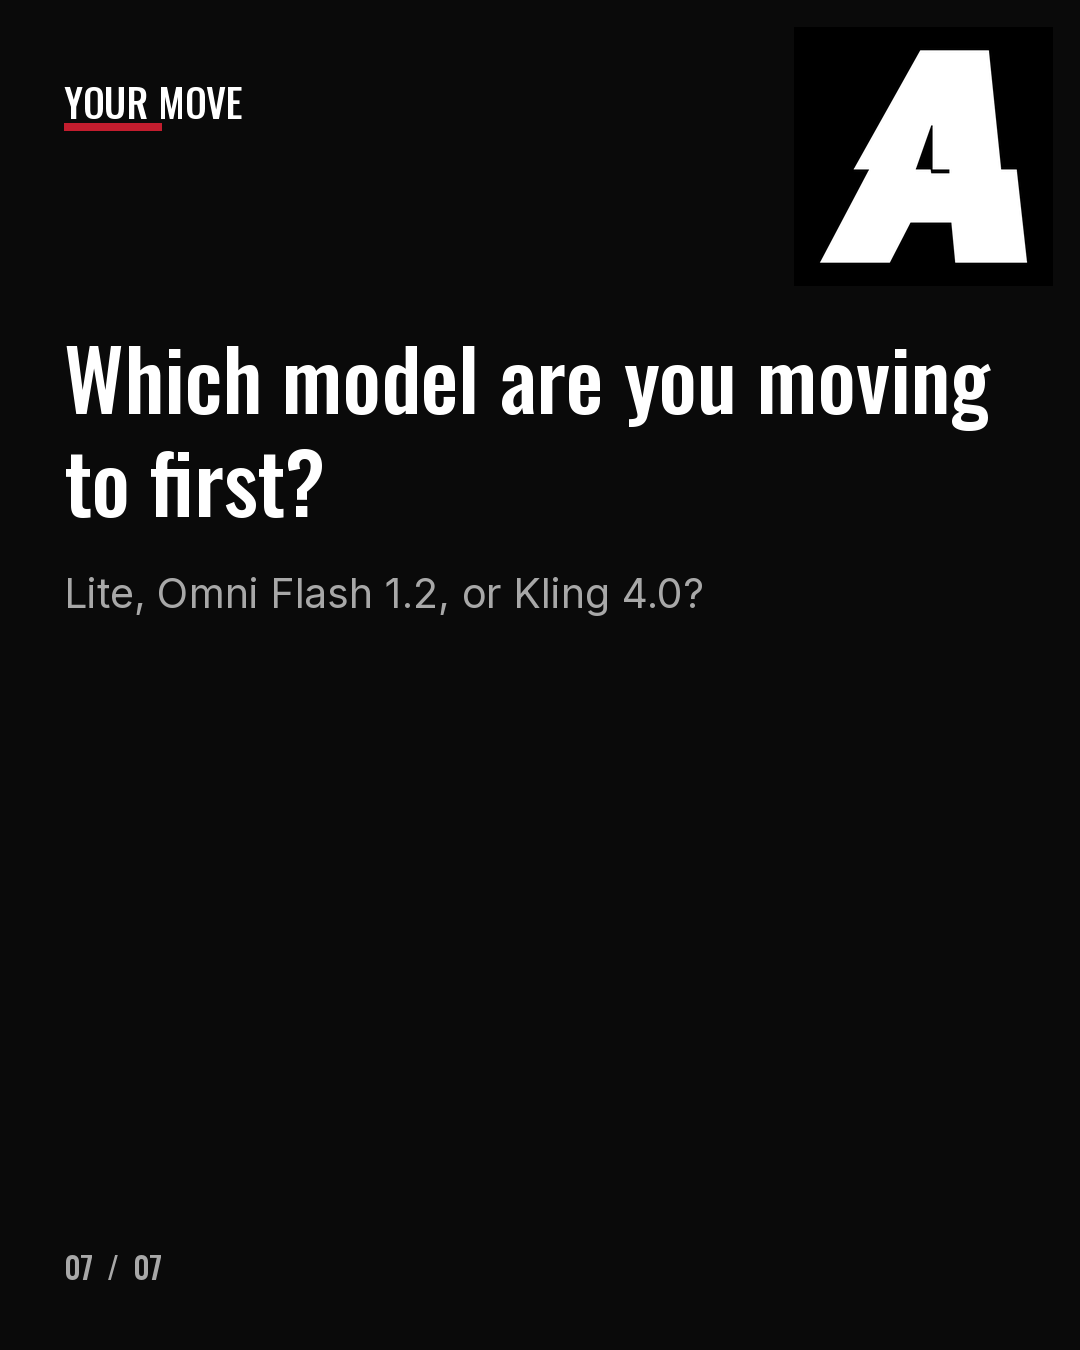 YOUR MOVE
A
Which model are you moving
to first?
Lite, Omni Flash 1.2, or Kling 4.0?
07 / 07